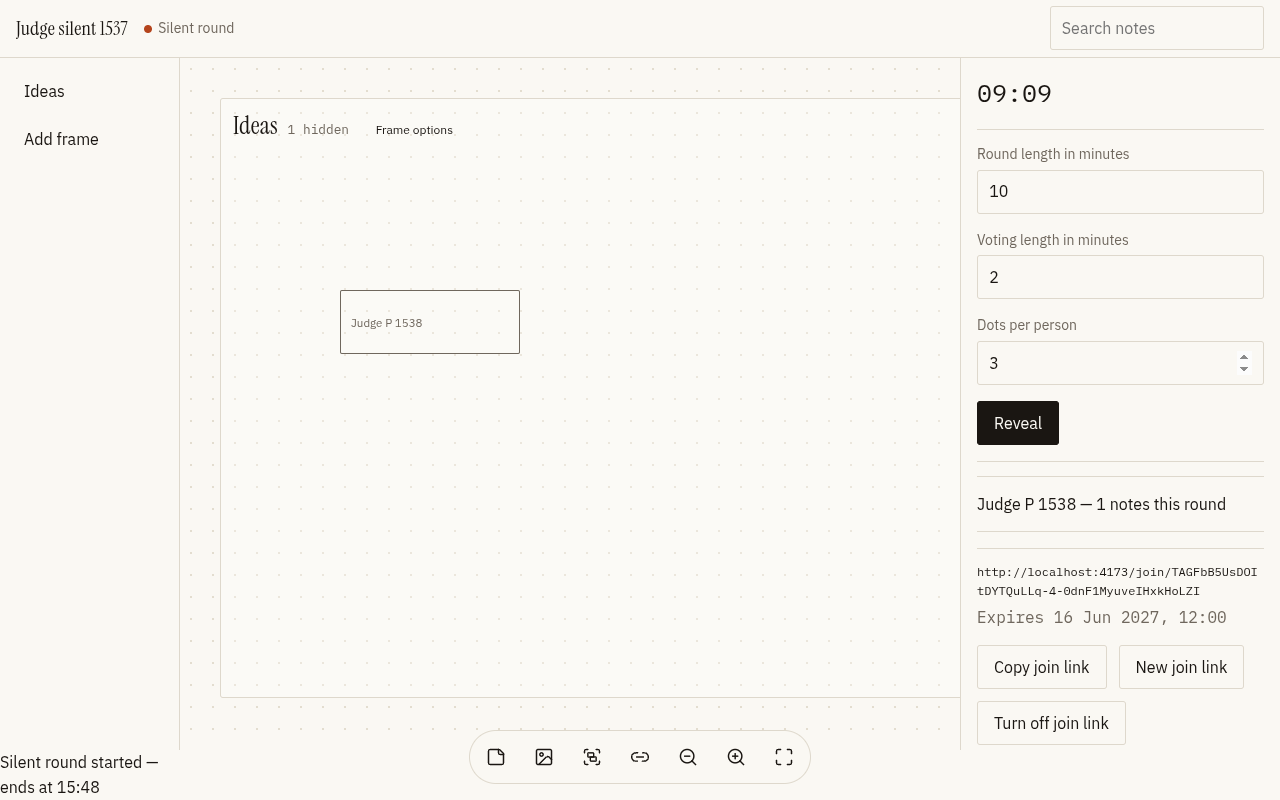 Judge silent 1537
Silent round
Search notes
Ideas
Add frame
Ideas
1 hidden
Frame options
Judge P 1538
09:09
Round length in minutes
10
Voting length in minutes
2
Dots per person
3
Reveal
Judge P 1538 — 1 notes this round
http://localhost:4173/join/TAGFbB5UsDOI
tDYTQuLLq-4-0dnF1MyuveIHxkHoLZI
Expires 16 Jun 2027, 12:00
Copy join link
New join link
Turn off join link
Silent round started —
ends at 15:48